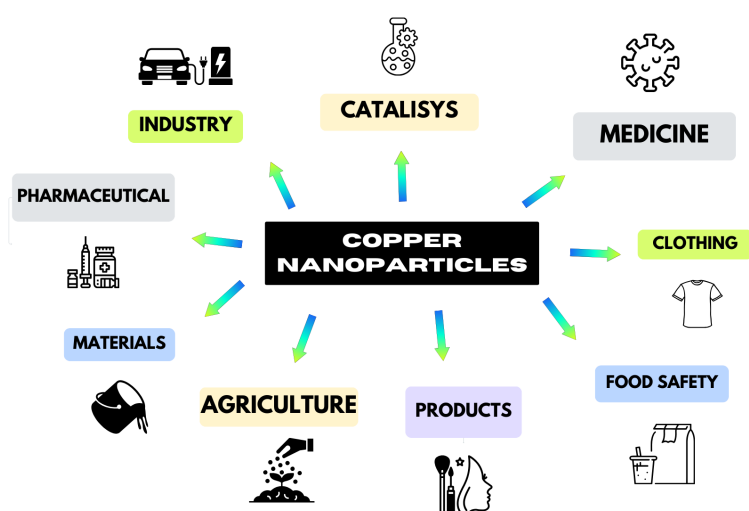 CATALISYS
INDUSTRY
MEDICINE
PHARMACEUTICAL
COPPER
NANOPARTICLES
CLOTHING
MATERIALS
FOOD SAFETY
AGRICULTURE
PRODUCTS